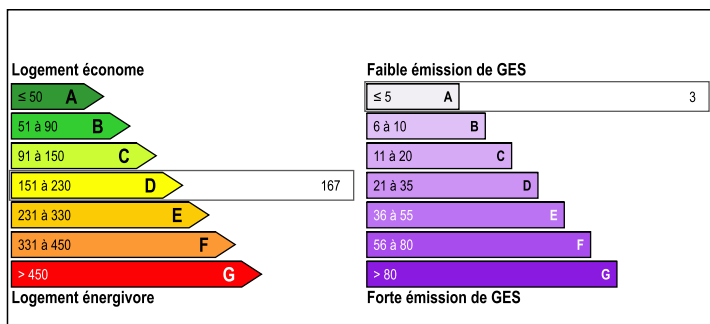 Logement économe
≤ 50 A
51 à 90 B
91 à 150 C
151 à 230 D 167
231 à 330 E
331 à 450 F
> 450 G
Logement énergivore
Faible émission de GES
≤ 5 A 3
6 à 10 B
11 à 20 C
21 à 35 D
36 à 55 E
56 à 80 F
> 80 G
Forte émission de GES